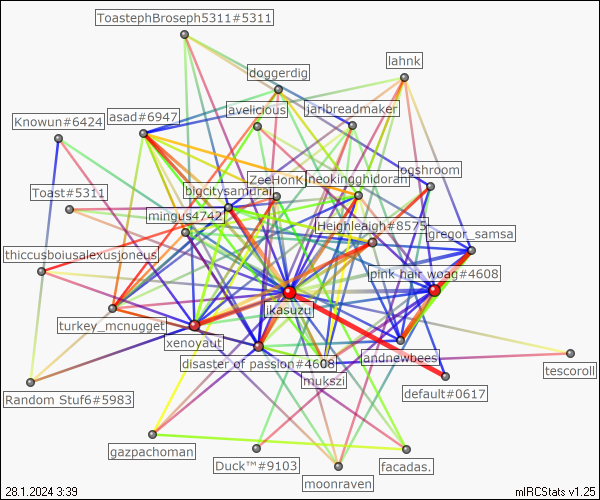 ToastephBroseph5311#5311
lahnk
doggerdig
avelicious
jarlbreadmaker
asad#6947
Knowun#6424
ogshroom
ZeeHonk
neokingghidorah
bigcitysamurai
Toast#5311
mingus4742
Heighleaigh#8575
gregor_samsa
thiccusboiusalexusjoneus
pink hair woag#4608
ikasuzu
turkey_mcnugget
xenoyaut
andnewbees
disaster of passion#4608
tescoroll
mukszi
default#0617
Random Stuf6#5983
gazpachoman
Duck™#9103
facadas.
moonraven
28.1.2024 3:39
mIRCStats v1.25